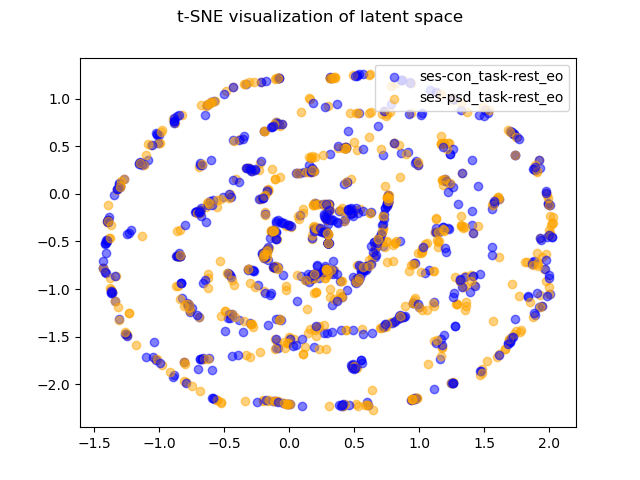 t-SNE visualization of latent space
ses-con_task-rest_eo
ses-psd_task-rest_eo
1.0
0.5
0.0
−0.5
−1.0
−1.5
−2.0
−1.5 −1.0 −0.5 0.0 0.5 1.0 1.5 2.0